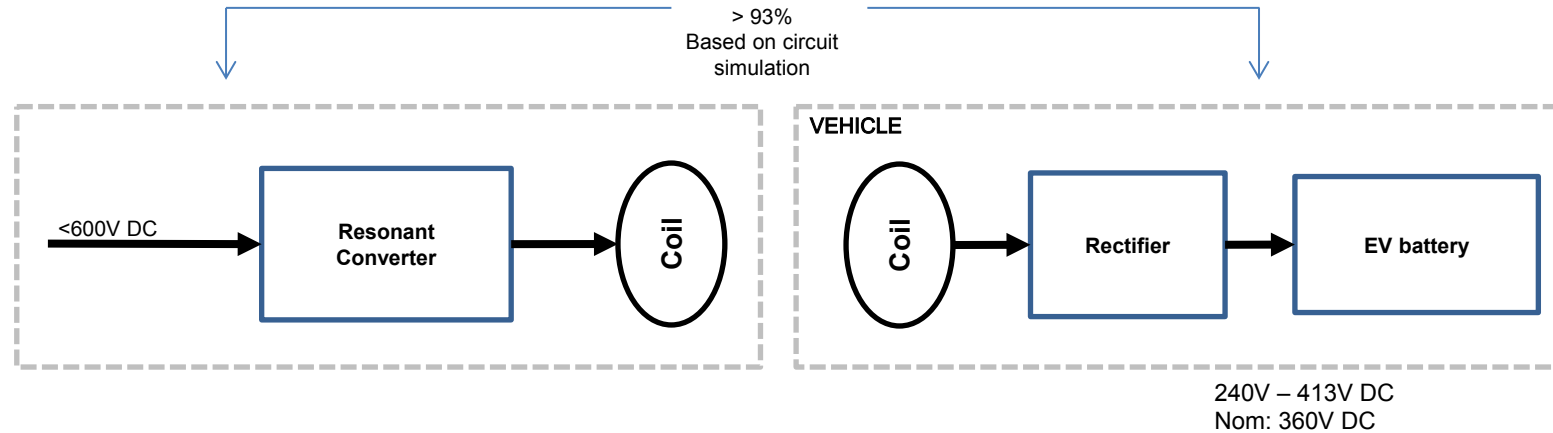 > 93%
Based on circuit
simulation
<600V DC
Resonant
Converter
Coil
VEHICLE
Coil
Rectifier
EV battery
240V – 413V DC
Nom: 360V DC